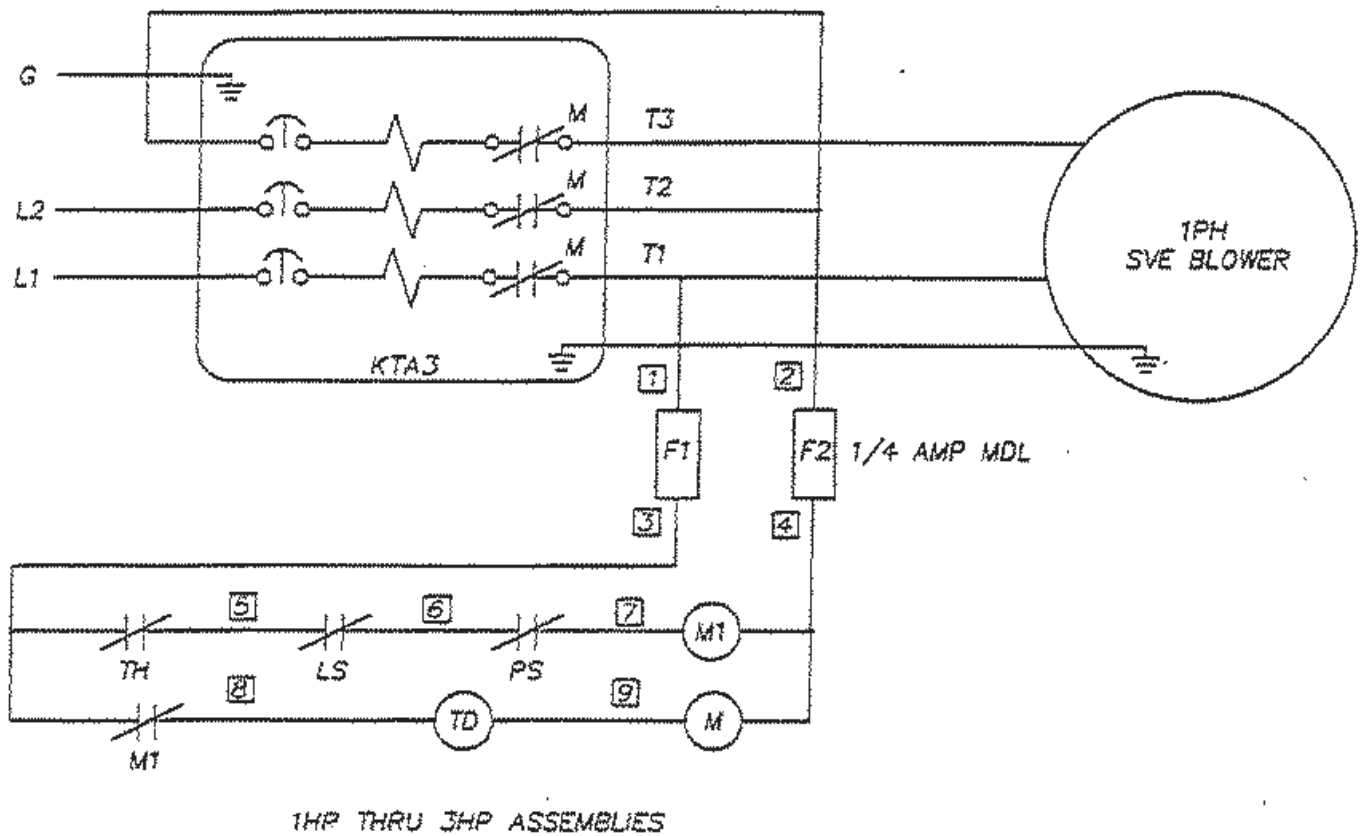 G
M
T3
L2
M
T2
L1
M
T1
1PH
SVE BLOWER
KTA3
1
2
F1
F2
1/4 AMP MDL
3
4
5
6
7
M1
TH
LS
PS
8
9
TD
M
M1
1HP THRU 3HP ASSEMBLIES